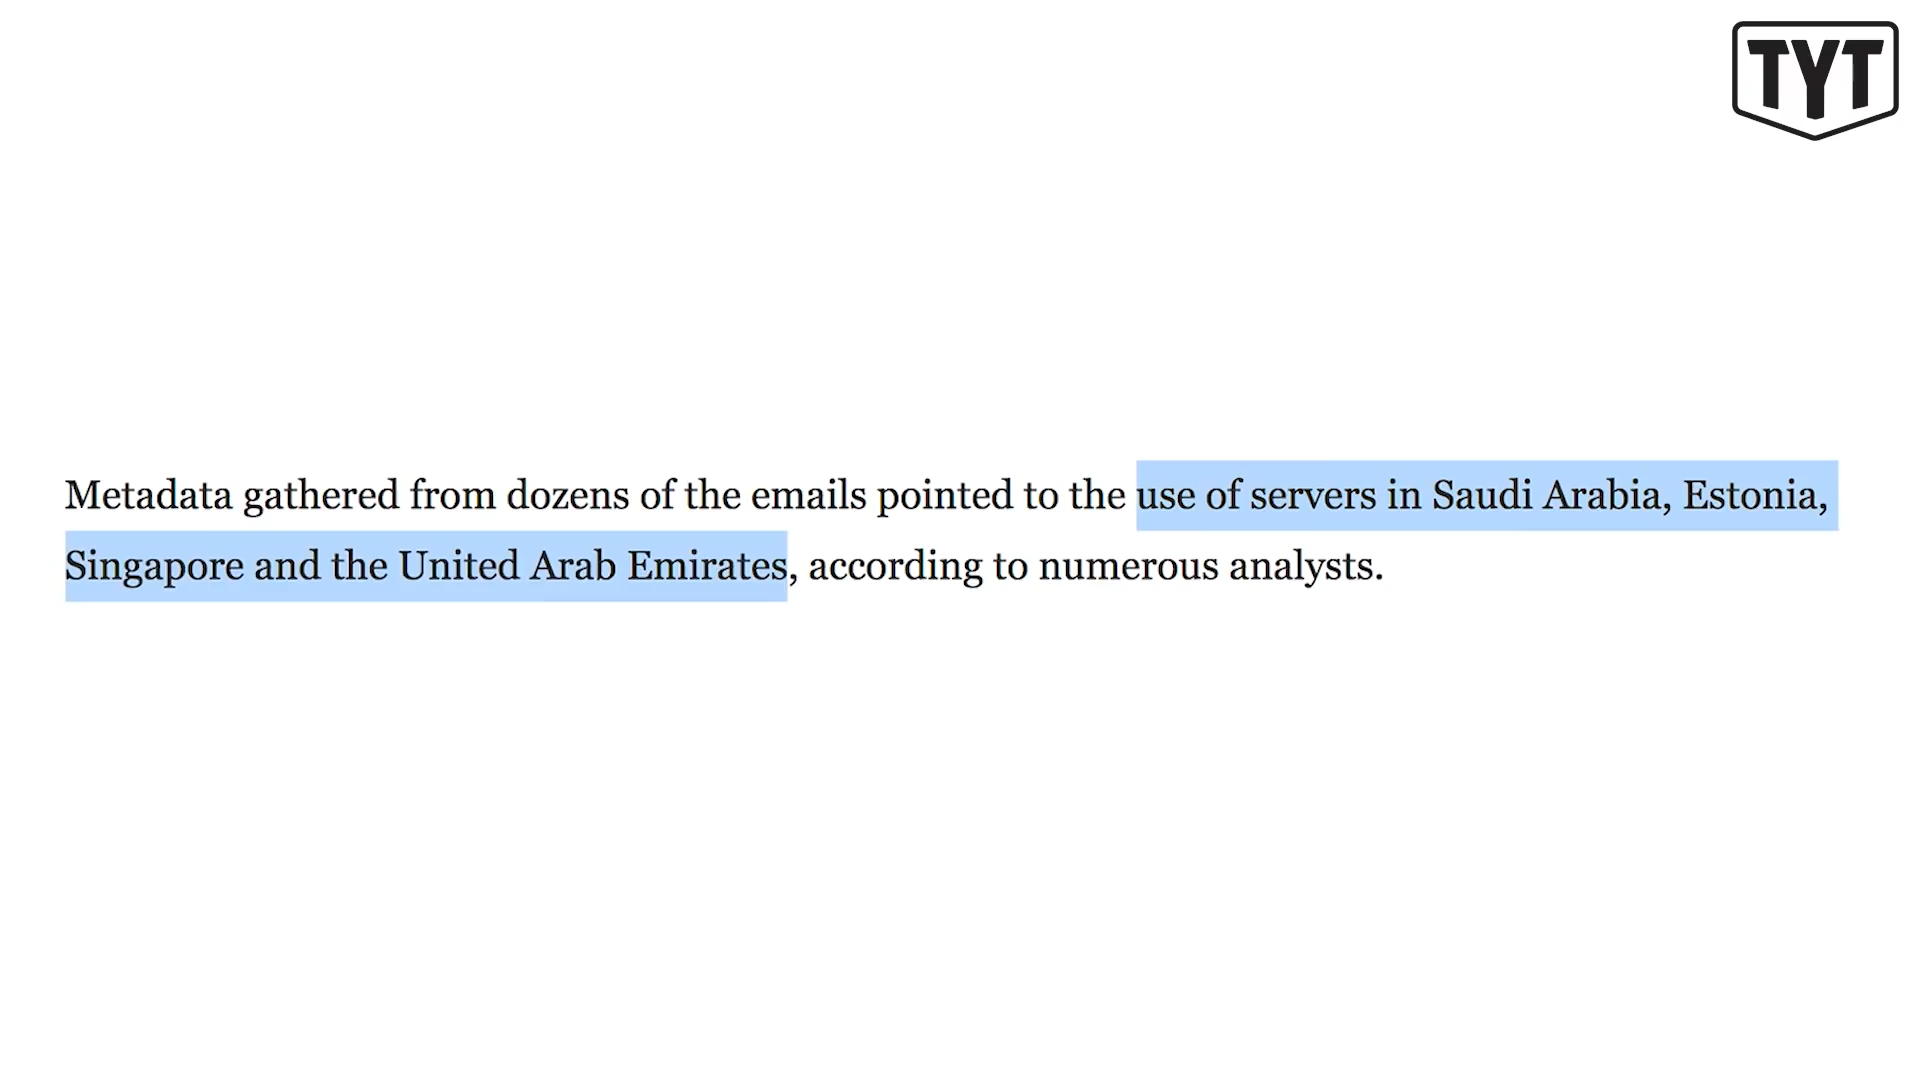 TYT
Metadata gathered from dozens of the emails pointed to the use of servers in Saudi Arabia, Estonia,
Singapore and the United Arab Emirates, according to numerous analysts.